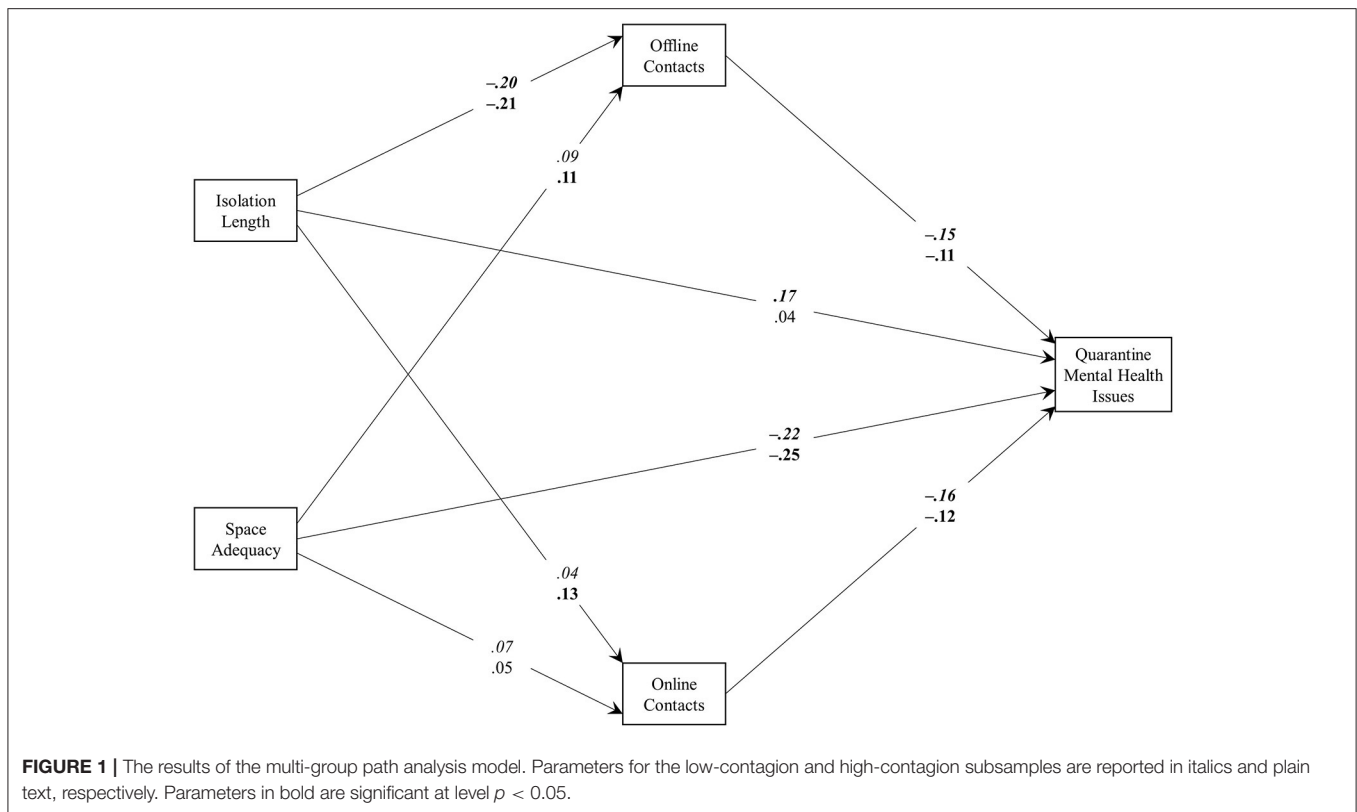 Offline
Contacts
–.20
–.21
.09
.11
Isolation
Length
–.15
–.11
.17
.04
Quarantine
Mental Health
Issues
–.22
–.25
–.16
–.12
Space
Adequacy
.04
.13
.07
.05
Online
Contacts
FIGURE 1 | The results of the multi-group path analysis model. Parameters for the low-contagion and high-contagion subsamples are reported in italics and plain
text, respectively. Parameters in bold are significant at level p < 0.05.